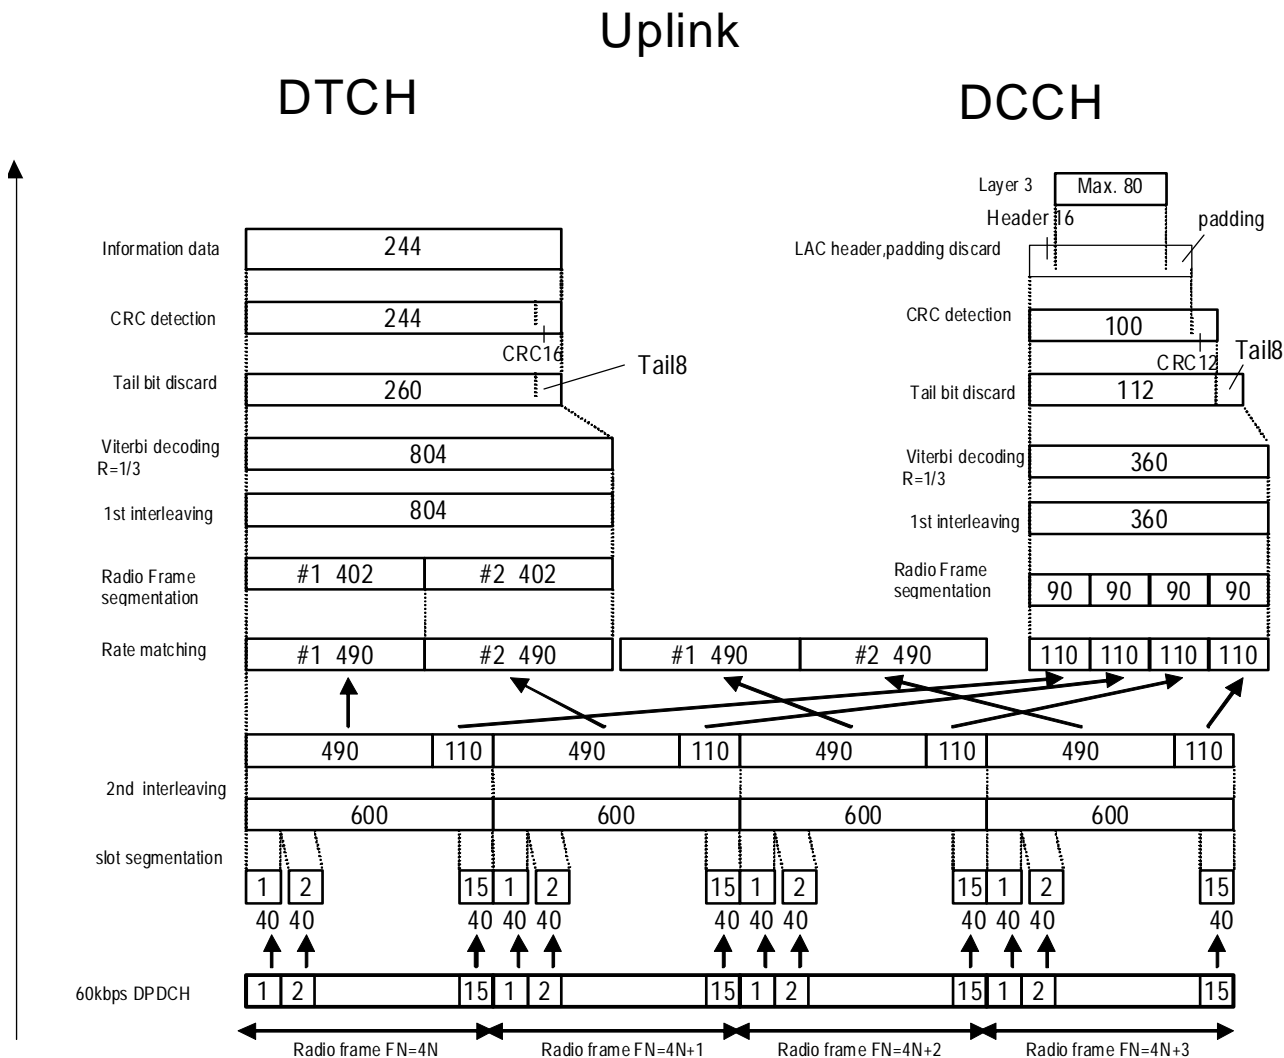 Uplink
DTCH
DCCH
Layer 3
Max. 80
Header 16
padding
Information data
244
LAC header,padding discard
CRC detection
244
CRC16
CRC detection
100
CRC12
Tail8
Tail bit discard
260
Tail8
Tail bit discard
112
Viterbi decoding
R=1/3
804
Viterbi decoding
R=1/3
360
1st interleaving
804
1st interleaving
360
Radio Frame
segmentation
#1 402
#2 402
Radio Frame
segmentation
90 90 90 90
Rate matching
#1 490
#2 490
#1 490
#2 490
110 110 110 110
490 110 490 110 490 110 490 110
2nd interleaving
600 600 600 600
slot segmentation
1 2 15 1 2 15 1 2 15 1 2 15
40 40 40 40 40 40 40 40 40 40 40 40
60kbps DPDCH
1 2 15 1 2 15 1 2 15 1 2 15
Radio frame FN=4N
Radio frame FN=4N+1
Radio frame FN=4N+2
Radio frame FN=4N+3